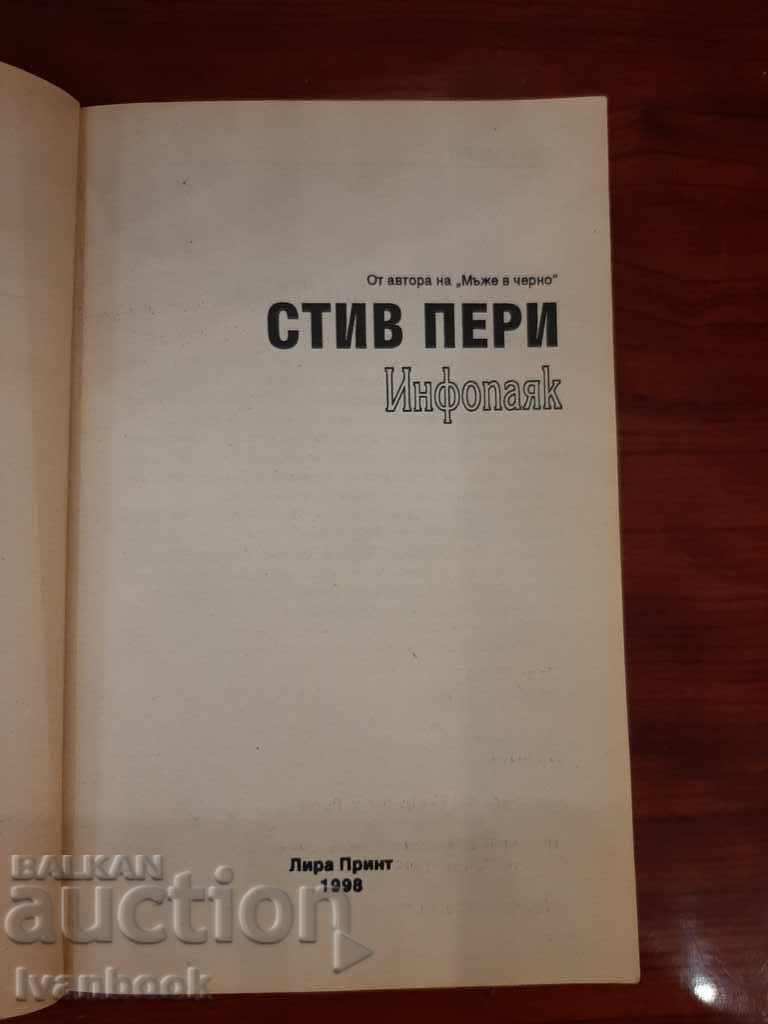 От автора на „Мъже в черно“
СТИВ ПЕРИ
Инфопаяк
Лира Принт
1998
BALKAN
auction
Ivanbook